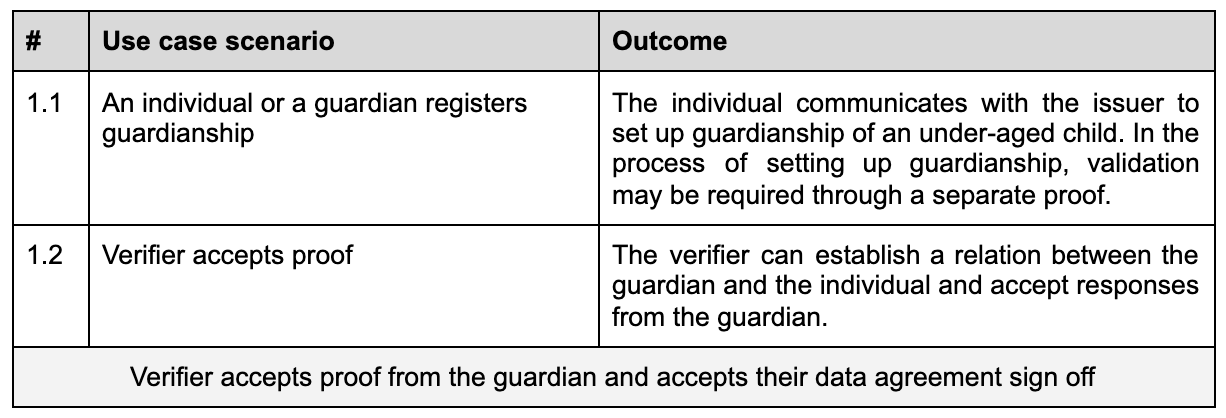 # Use case scenario Outcome
1.1 An individual or a guardian registers
guardianship
The individual communicates with the issuer to
set up guardianship of an under-aged child. In the
process of setting up guardianship, validation
may be required through a separate proof.
1.2 Verifier accepts proof
The verifier can establish a relation between the
guardian and the individual and accept responses
from the guardian.
Verifier accepts proof from the guardian and accepts their data agreement sign off